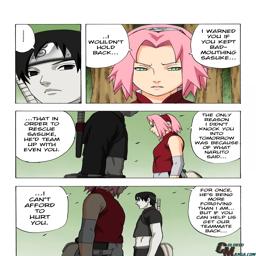 I WARNED
YOU IF YOU
KEPT BAD-
MOUTHING
SASUKE...
...I
WOULDN'T
HOLD
BACK...
THE ONLY
REASON
I DIDN'T
KNOCK YOU
INTO
TOMORROW
WAS BECAUSE
OF WHAT
NARUTO
SAID...
...THAT IN
ORDER TO
RESCUE
SASUKE,
HE'D TEAM
UP WITH
EVEN YOU.
FOR ONCE,
HE'S BEING
MORE
FORGIVING
THAN I AM...
...BUT IF YOU
CAN HELP US
GET OUR
TEAMMATE
BACK...
...I
CAN'T
AFFORD
TO HURT
YOU.